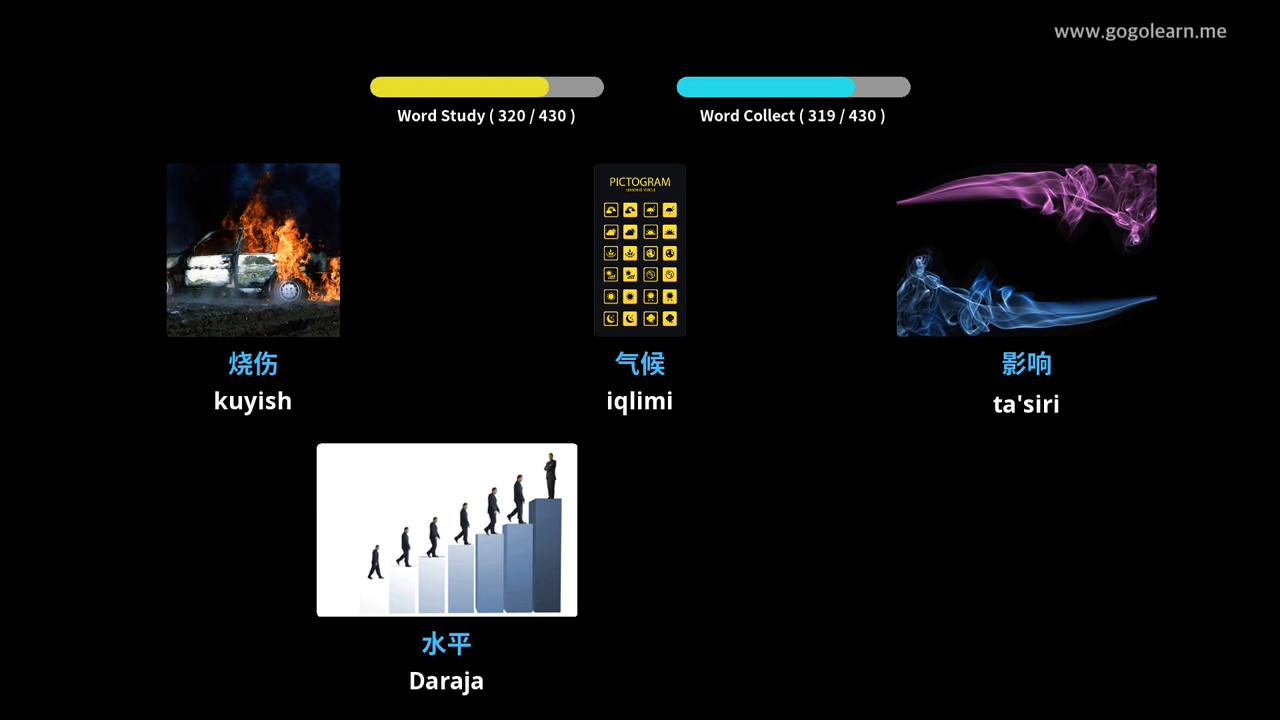 www.gogolearn.me
Word Study ( 320 / 430 )
Word Collect ( 319 / 430 )
PICTOGRAM
烧伤
气候
影响
kuyish
iqlimi
ta'siri
水平
Daraja